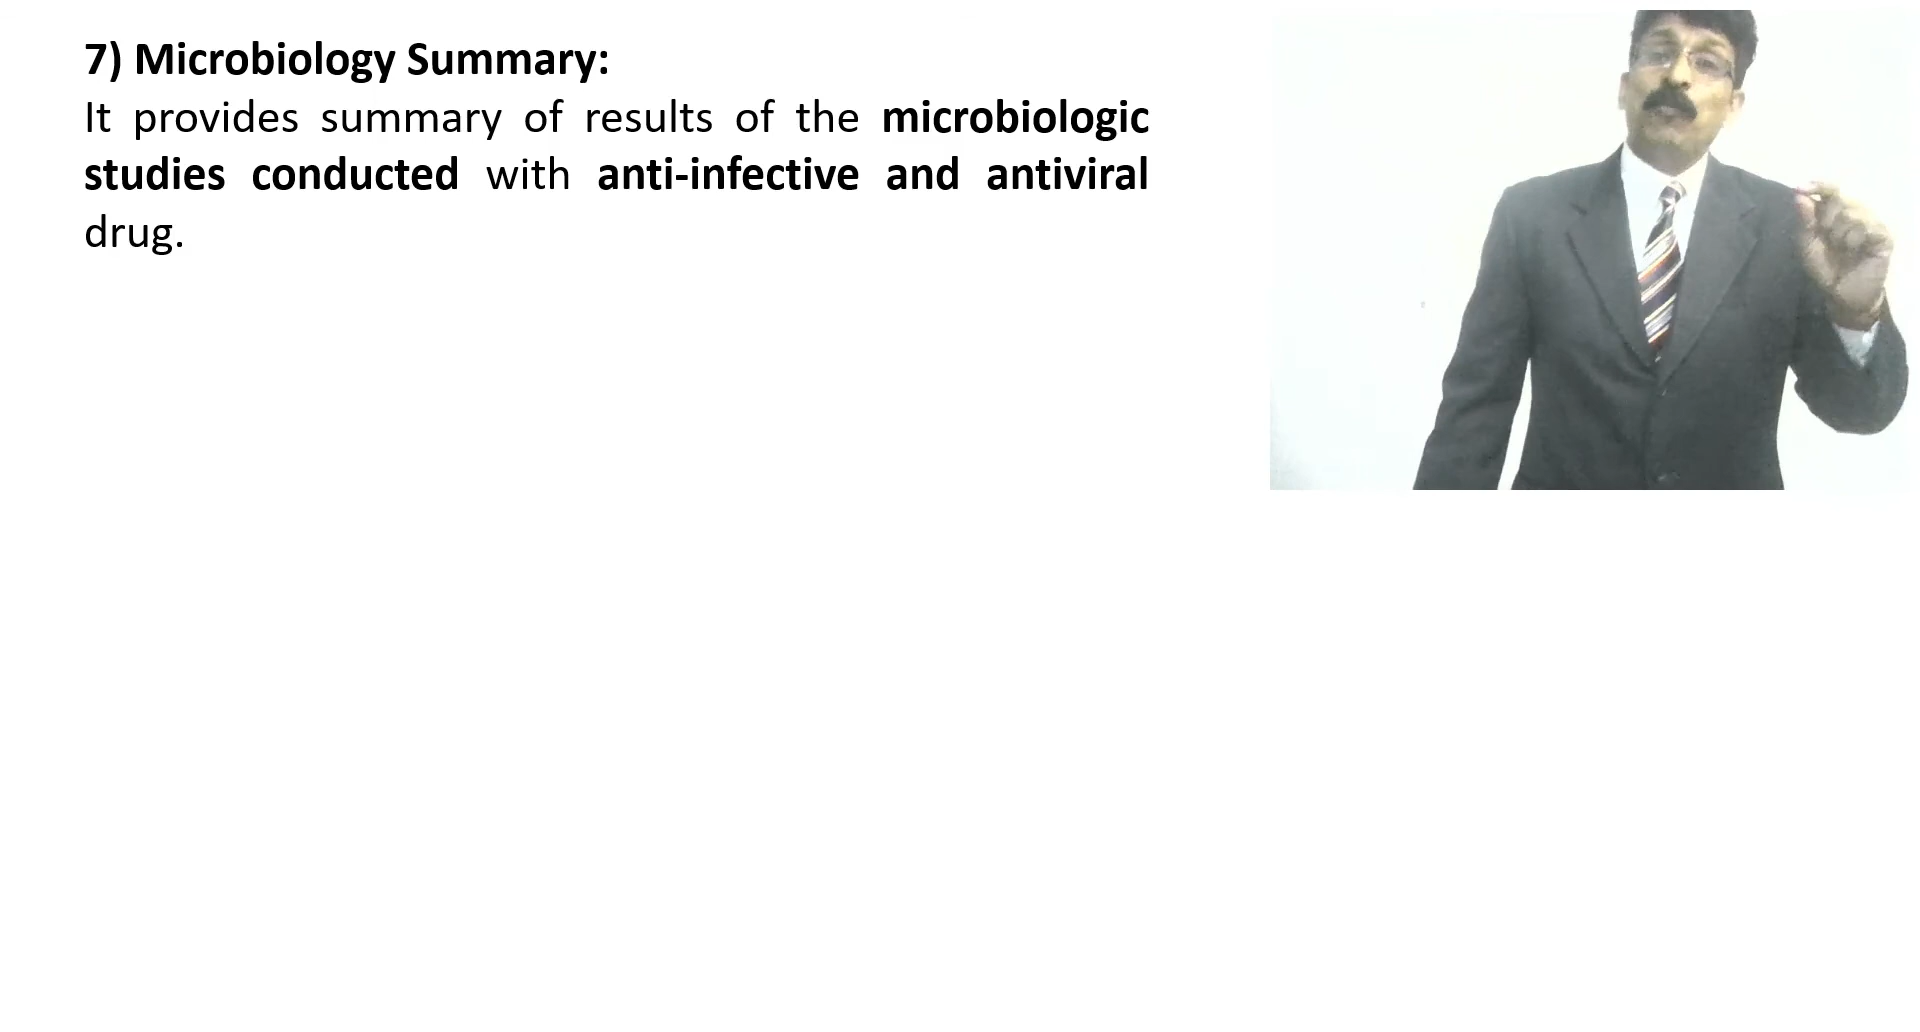 7) Microbiology Summary:
It provides summary of results of the microbiologic
studies conducted with anti-infective and antiviral
drug.